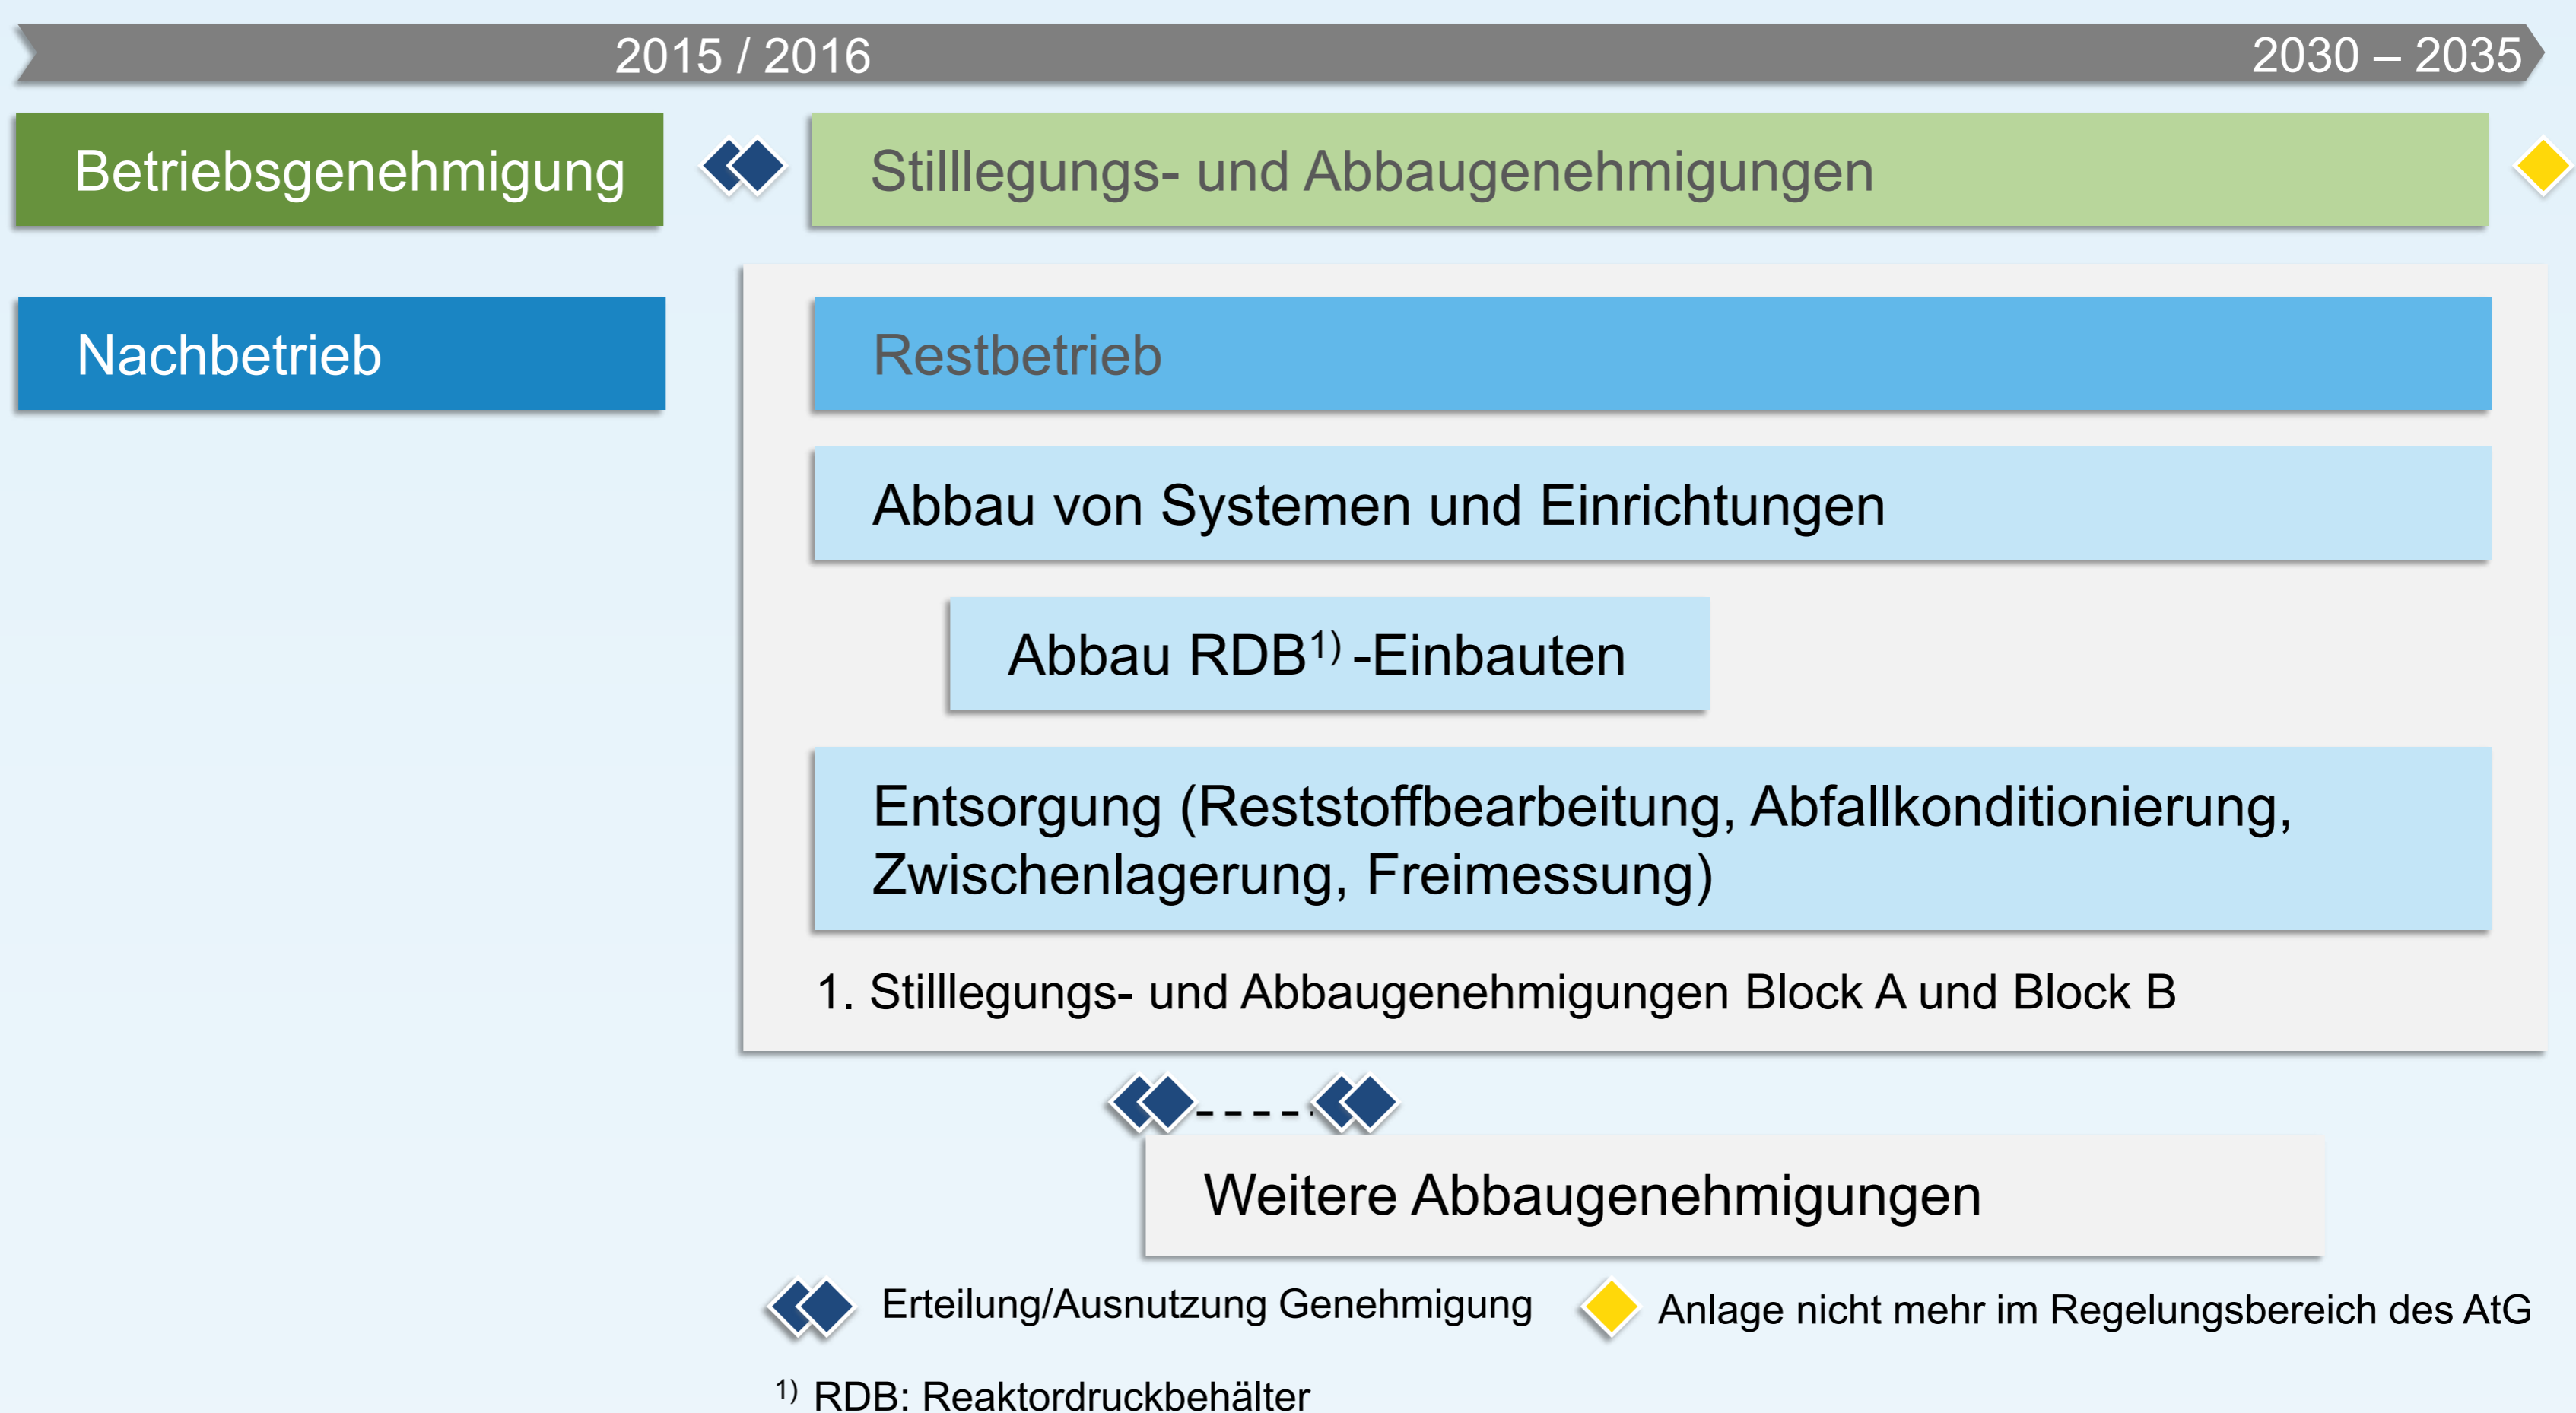 2015 / 2016
2030 – 2035
Betriebsgenehmigung
Stilllegungs- und Abbaugenehmigungen
Nachbetrieb
Restbetrieb
Abbau von Systemen und Einrichtungen
Abbau RDB¹⁾ -Einbauten
Entsorgung (Reststoffbearbeitung, Abfallkonditionierung,
Zwischenlagerung, Freimessung)
1. Stilllegungs- und Abbaugenehmigungen Block A und Block B
Weitere Abbaugenehmigungen
Erteilung/Ausnutzung Genehmigung
Anlage nicht mehr im Regelungsbereich des AtG
¹⁾ RDB: Reaktordruckbehälter